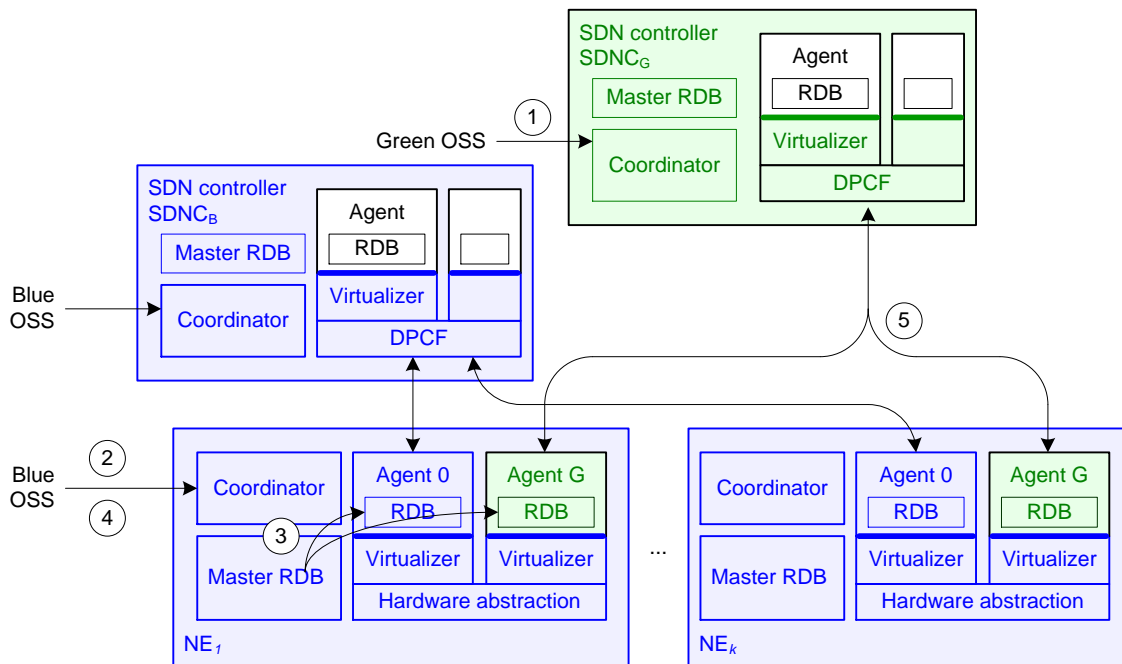 SDN controller
SDNCG
Agent
RDB
Master RDB
Green OSS
1
Coordinator
Virtualizer
DPCF
SDN controller
SDNCB
Agent
RDB
Master RDB
Blue
OSS
Coordinator
Virtualizer
DPCF
5
Blue
OSS
2
4
Coordinator
Agent 0
RDB
Agent G
RDB
3
Master RDB
Virtualizer
Virtualizer
Hardware abstraction
NE1
...
Coordinator
Agent 0
RDB
Agent G
RDB
Master RDB
Virtualizer
Virtualizer
Hardware abstraction
NEk